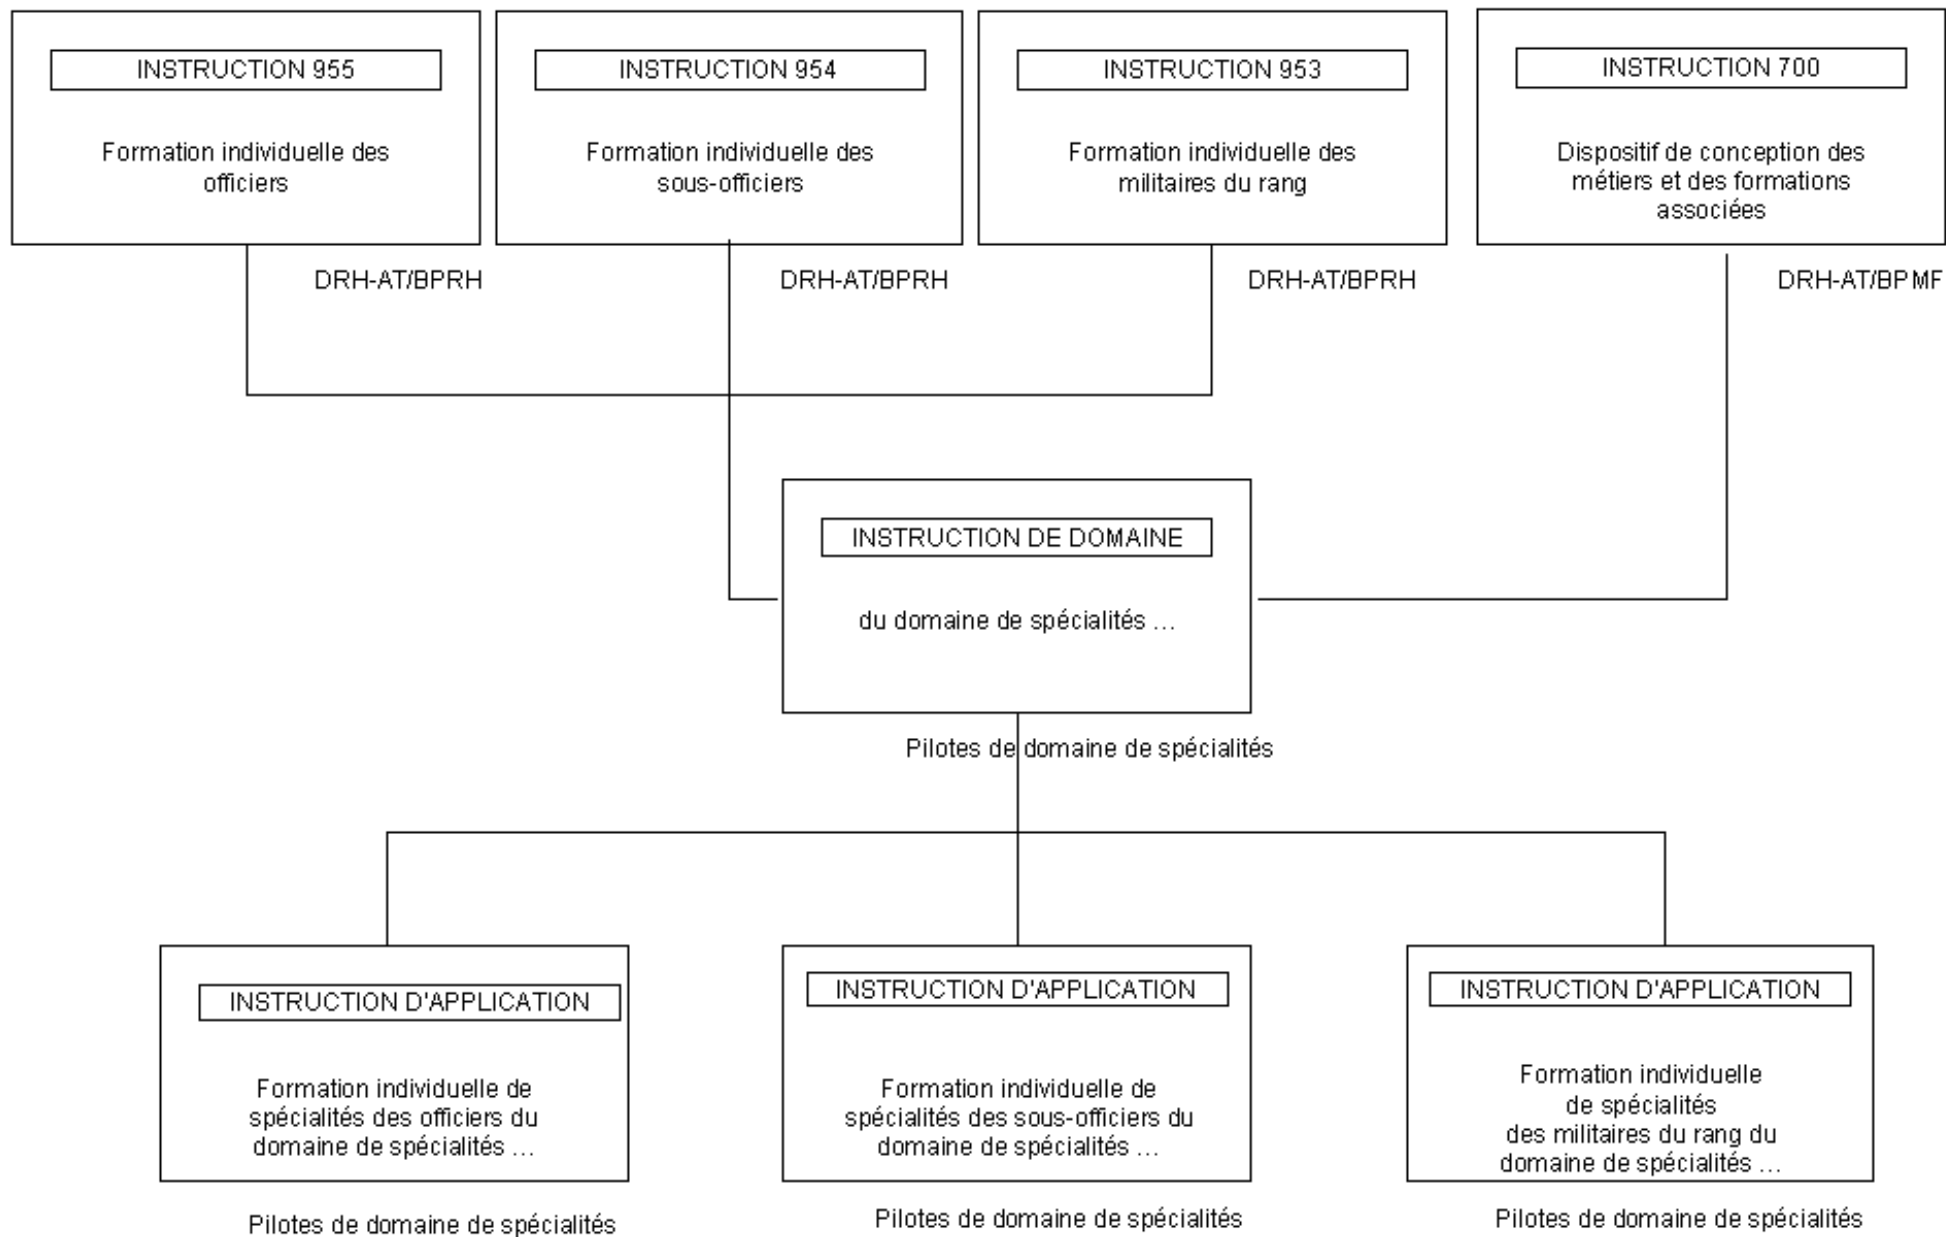 INSTRUCTION 955
Formation individuelle des
officiers
DRH-AT/BPRH
INSTRUCTION 954
Formation individuelle des
sous-officiers
DRH-AT/BPRH
INSTRUCTION 953
Formation individuelle des
militaires du rang
DRH-AT/BPRH
INSTRUCTION 700
Dispositif de conception des
métiers et des formations
associées
DRH-AT/BPMF
INSTRUCTION DE DOMAINE
du domaine de spécialités ...
Pilotes de domaine de spécialités
INSTRUCTION D'APPLICATION
Formation individuelle de
spécialités des officiers du
domaine de spécialités ...
Pilotes de domaine de spécialités
INSTRUCTION D'APPLICATION
Formation individuelle de
spécialités des sous-officiers du
domaine de spécialités ...
Pilotes de domaine de spécialités
INSTRUCTION D'APPLICATION
Formation individuelle
de spécialités
des militaires du rang du
domaine de spécialités ...
Pilotes de domaine de spécialités